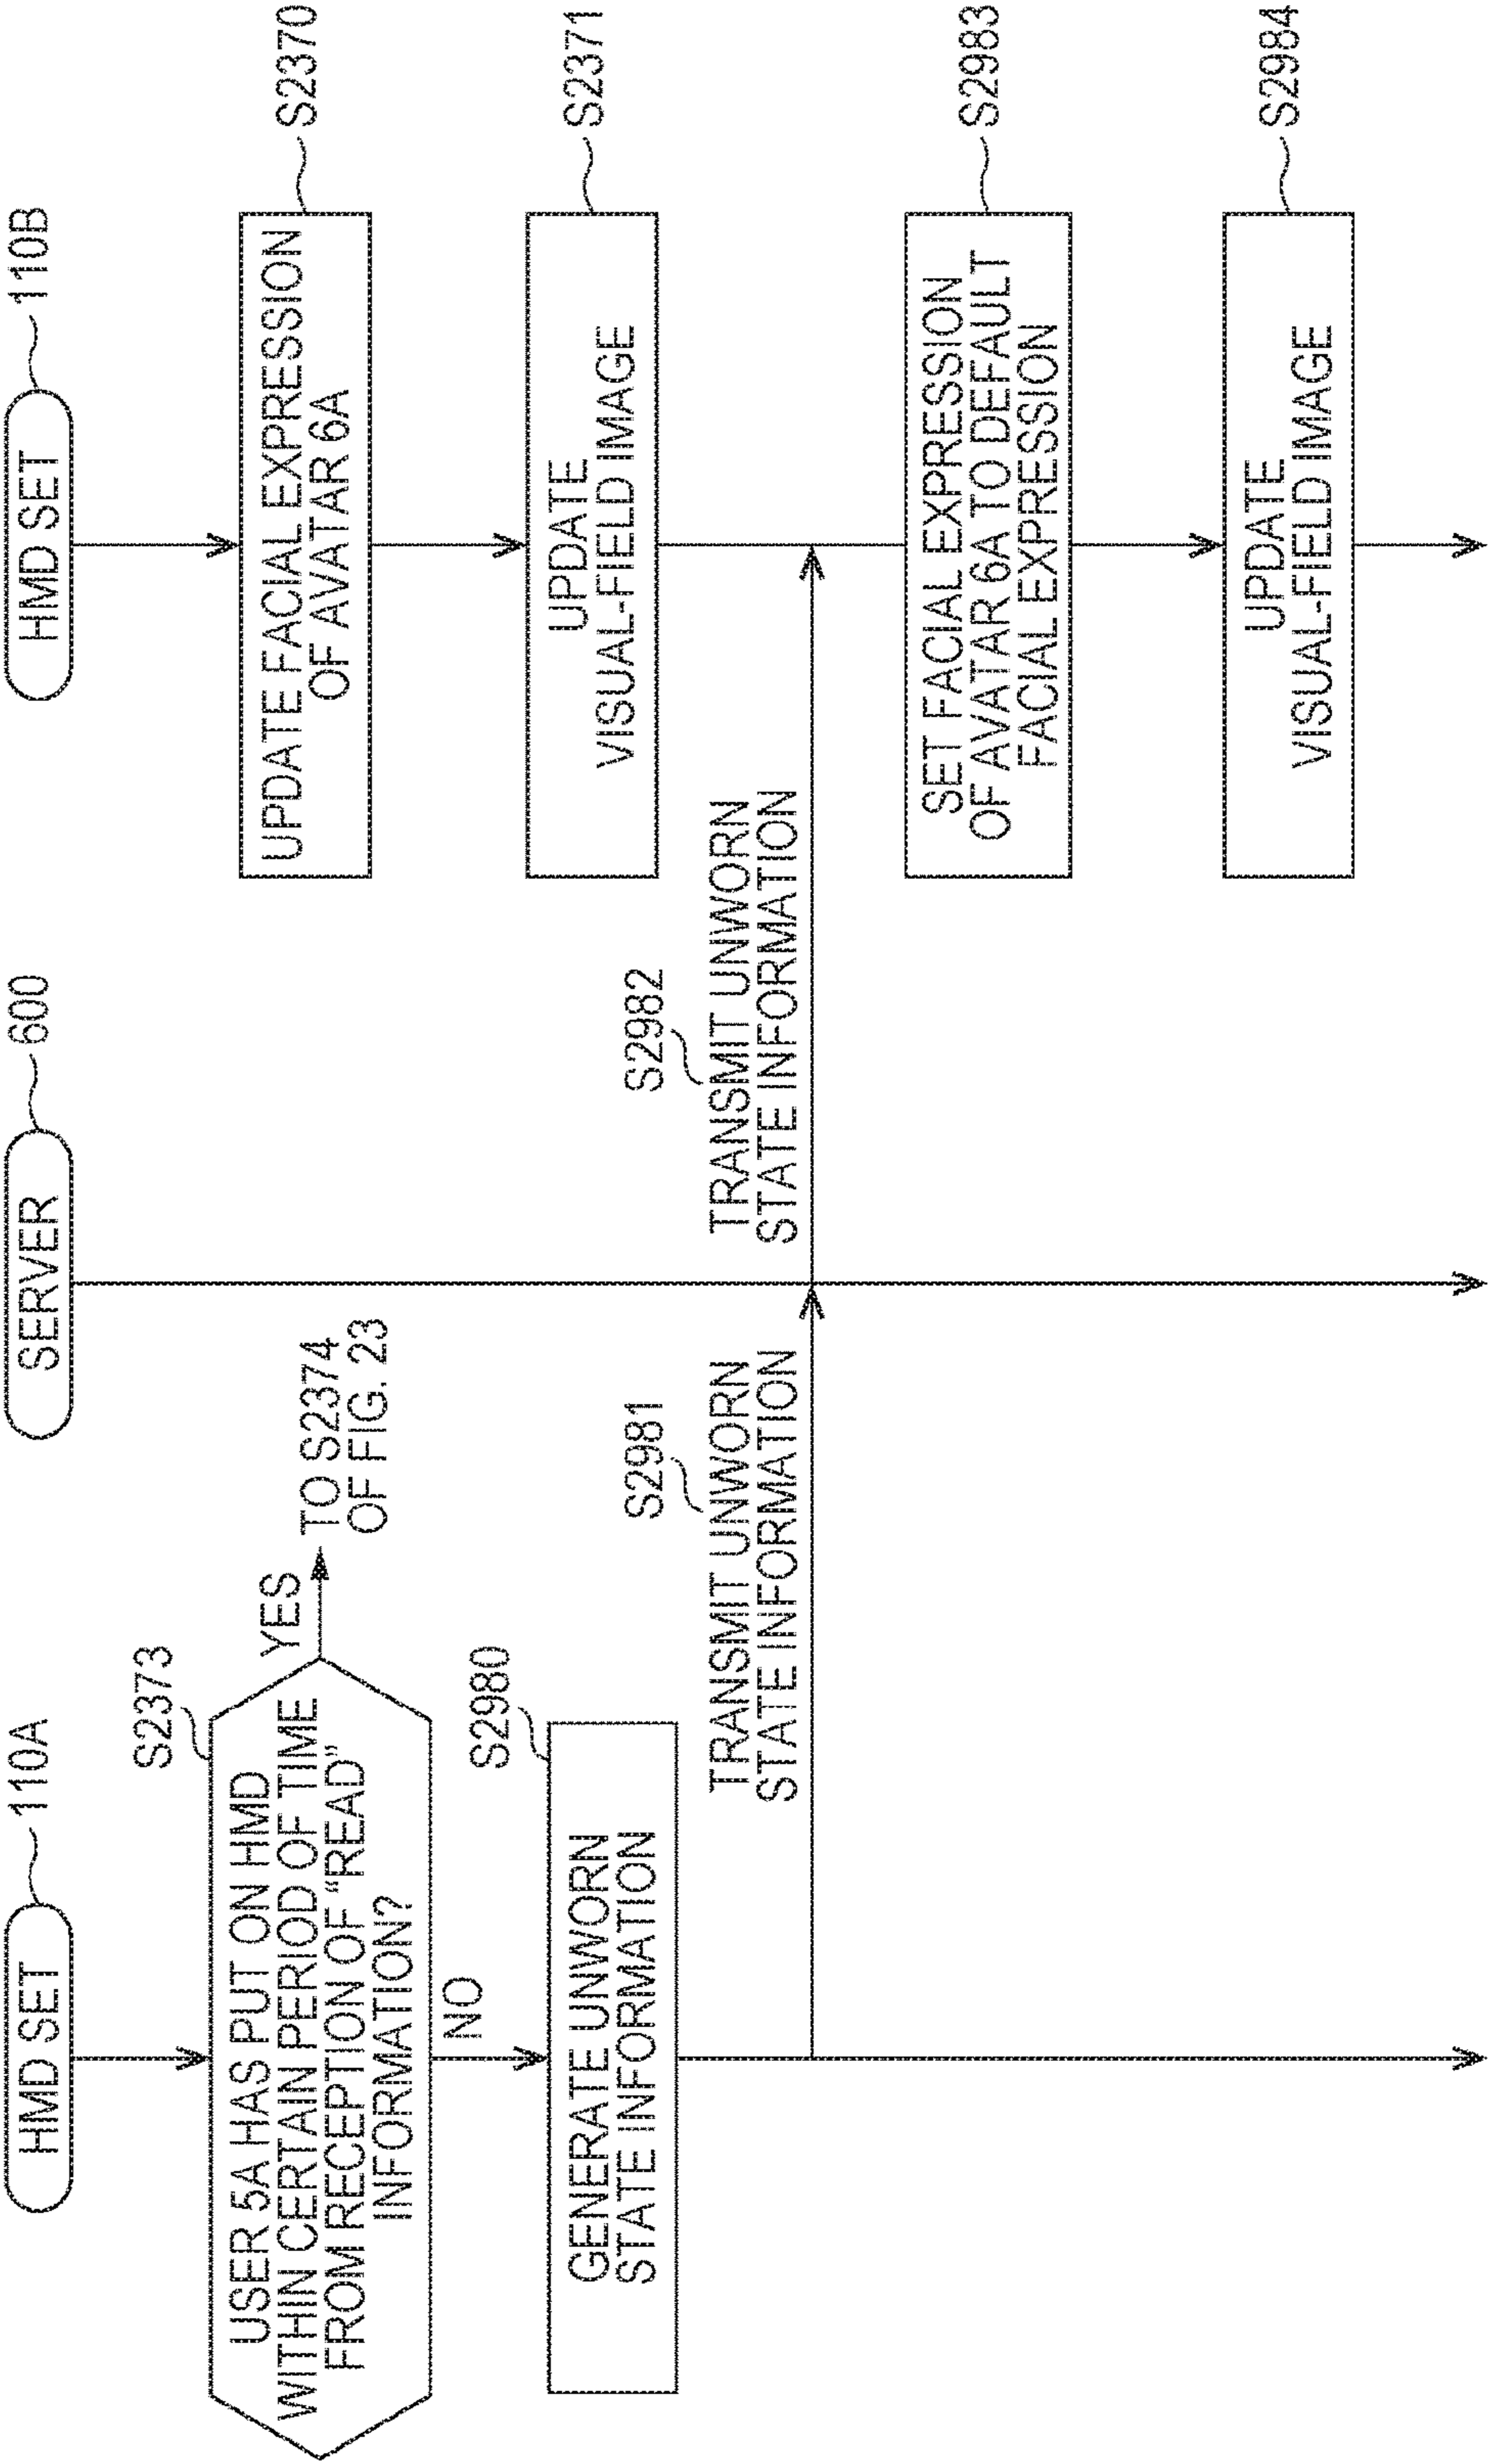 HMD SET
110A
SERVER
600
HMD SET
110B
S2373
USER 5A HAS PUT ON HMD
WITHIN CERTAIN PERIOD OF TIME
FROM RECEPTION OF “READ”
INFORMATION?
YES
TO S2374
OF FIG. 23
NO
S2980
GENERATE UNWORN
STATE INFORMATION
S2981
TRANSMIT UNWORN
STATE INFORMATION
S2982
TRANSMIT UNWORN
STATE INFORMATION
S2370
UPDATE FACIAL EXPRESSION
OF AVATAR 6A
S2371
UPDATE
VISUAL-FIELD IMAGE
S2983
SET FACIAL EXPRESSION
OF AVATAR 6A TO DEFAULT
FACIAL EXPRESSION
S2984
UPDATE
VISUAL-FIELD IMAGE